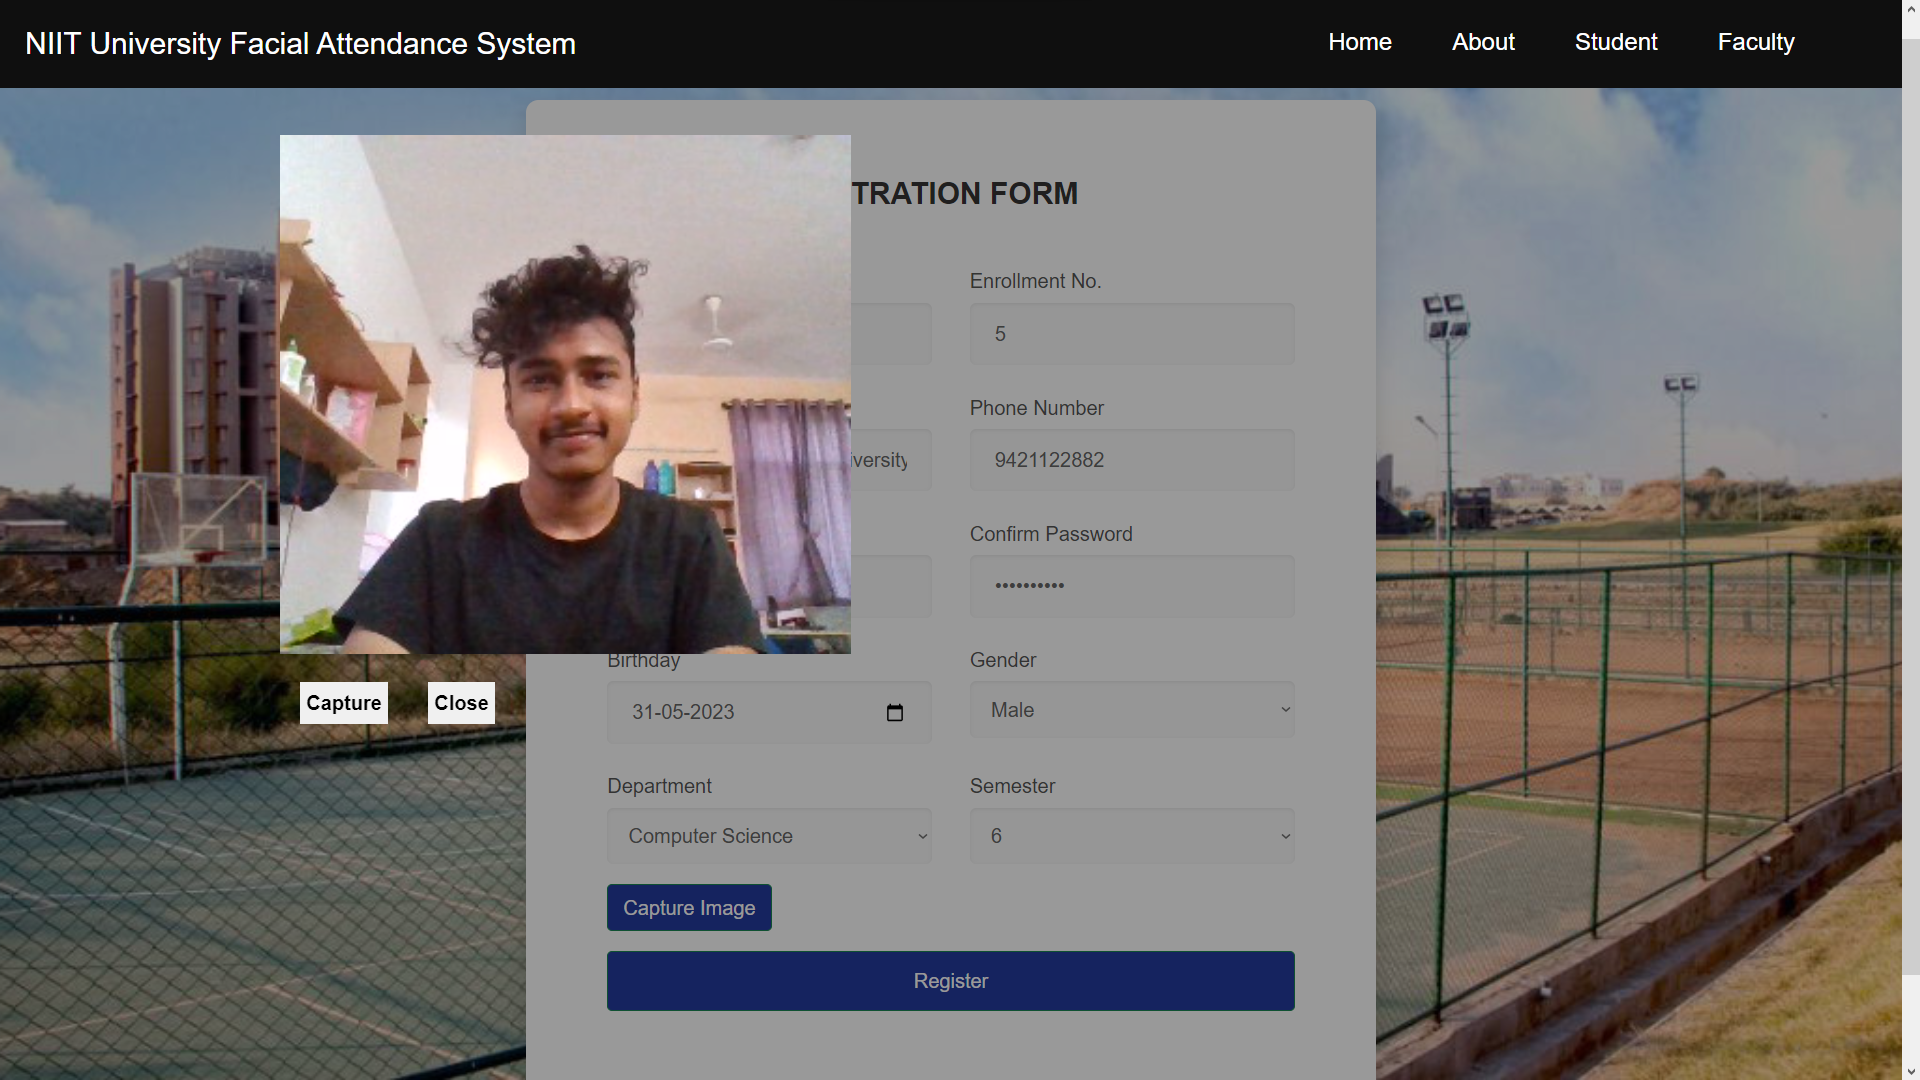 NIIT University Facial Attendance System
Home About Student Faculty
TRATION FORM
Enrollment No.
5
Phone Number
iversity
9421122882
Confirm Password
••••••••••
Birthday
Gender
31-05-2023
Male
Capture Close
Department
Semester
Computer Science
6
Capture Image
Register